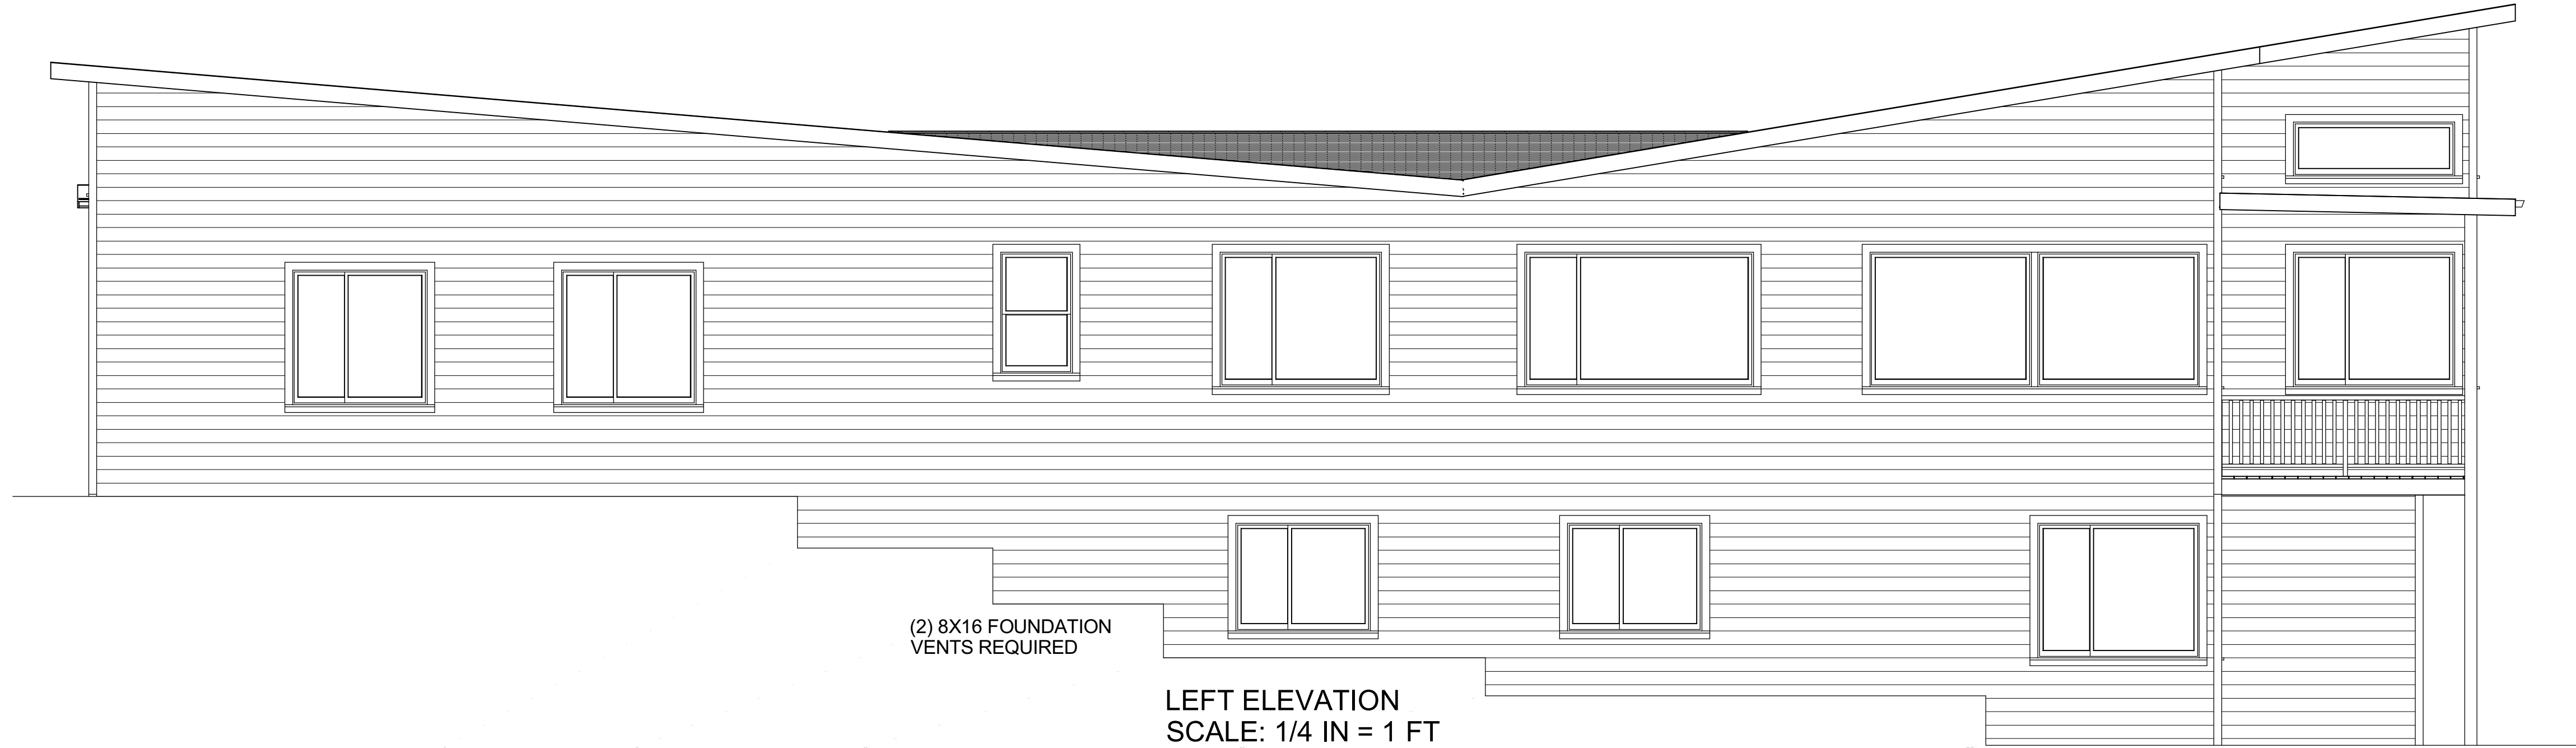 (2) 8X16 FOUNDATION
VENTS REQUIRED
LEFT ELEVATION
SCALE: 1/4 IN = 1 FT